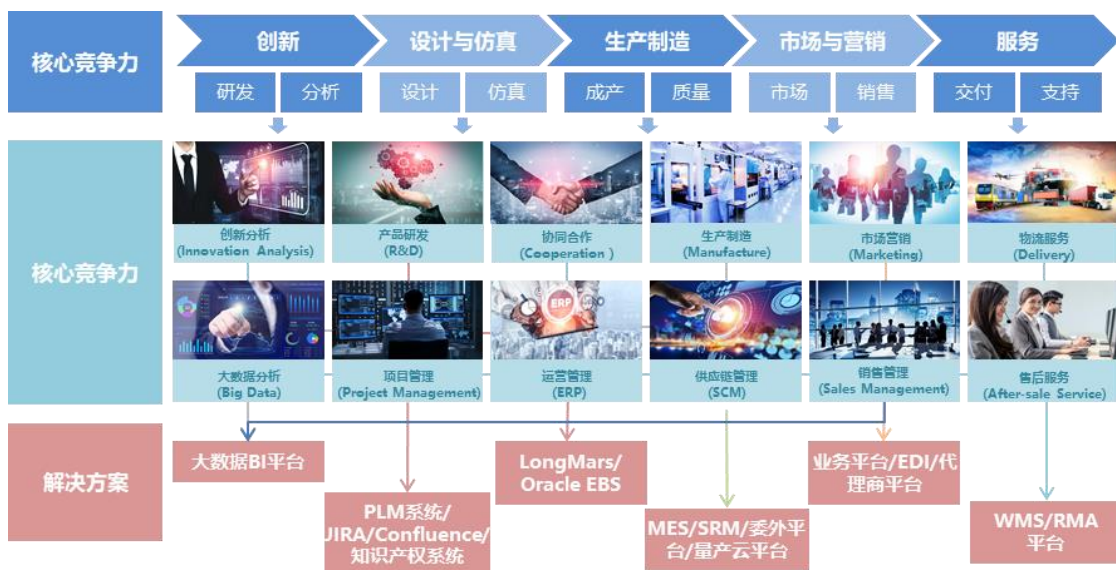 核心竞争力
创新
设计与仿真
生产制造
市场与营销
服务
研发
分析
设计
仿真
成产
质量
市场
销售
交付
支持
核心竞争力
创新分析
(Innovation Analysis)
产品研发
(R&D)
协同合作
(Cooperation )
生产制造
(Manufacture)
市场营销
(Marketing)
物流服务
(Delivery)
ERP
大数据分析
(Big Data)
项目管理
(Project Management)
运营管理
(ERP)
供应链管理
(SCM)
销售管理
(Sales Management)
售后服务
(After-sale Service)
解决方案
大数据BI平台
PLM系统/
JIRA/Confluence/
知识产权系统
LongMars/
Oracle EBS
MES/SRM/委外平
台/量产云平台
业务平台/EDI/代
理商平台
WMS/RMA
平台